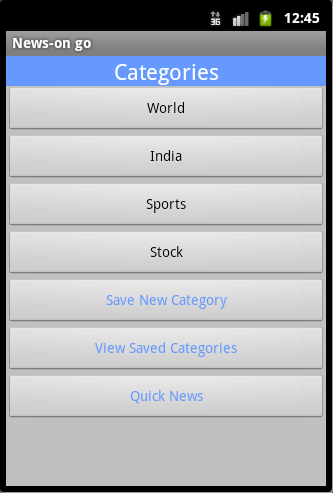 3G 12:45
News-on go
Categories
World
India
Sports
Stock
Save New Category
View Saved Categories
Quick News